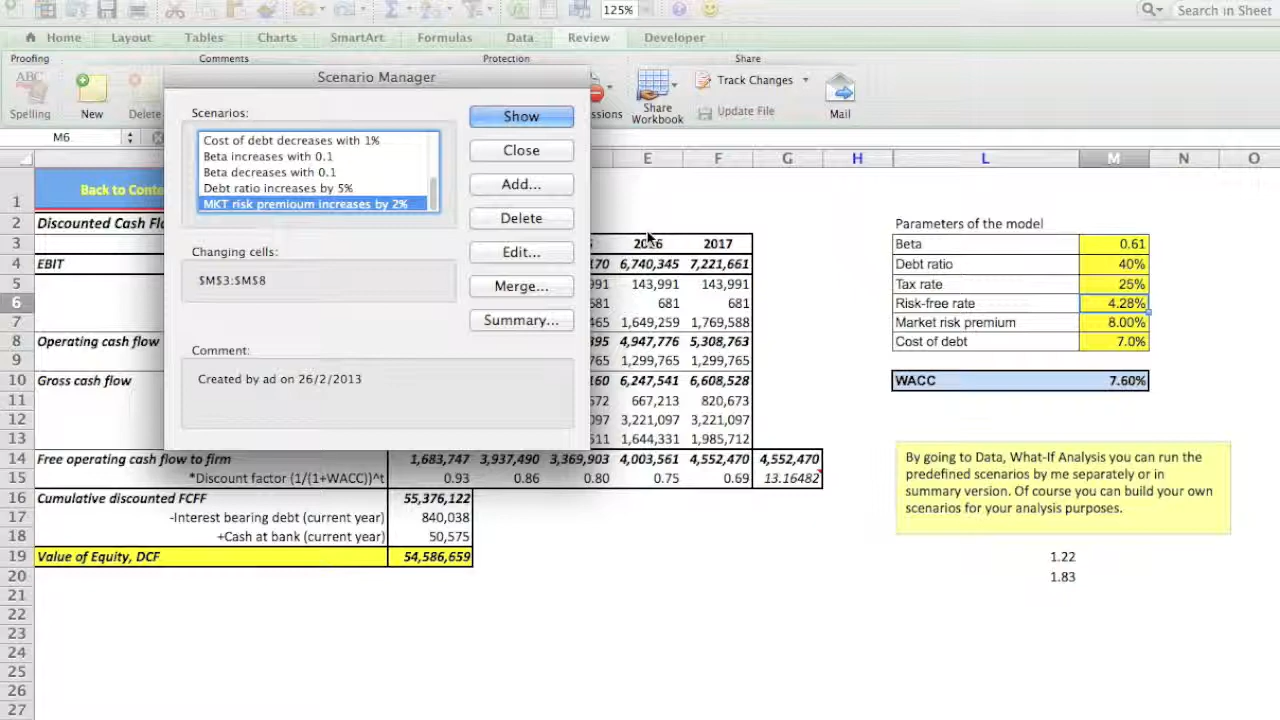 125%
Search in Sheet
Home Layout Tables Charts SmartArt Formulas Data Review Developer
Proofing Comments Protection Share
ABC
Spelling New Delete Share Workbook Track Changes Update File Mail
M6
Scenario Manager
Scenarios:
Cost of debt decreases with 1%
Beta increases with 0.1
Beta decreases with 0.1
Debt ratio increases by 5%
MKT risk premioum increases by 2%
Changing cells:
$M$3:$M$8
Comment:
Created by ad on 26/2/2013
Show
Close
Add...
Delete
Edit...
Merge...
Summary...
E F G H L M N O
1 Back to Conte
2 Discounted Cash Fl Parameters of the model
3 2016 2017 Beta 0.61
4 EBIT 170 6,740,345 7,221,661 Debt ratio 40%
5 143,991 143,991 Tax rate 25%
6 681 681 681 Risk-free rate 4.28%
7 465 1,649,259 1,769,588 Market risk premium 8.00%
8 Operating cash flow 395 4,947,776 5,308,763 Cost of debt 7.0%
9 1,299,765 1,299,765
10 Gross cash flow 160 6,247,541 6,608,528 WACC 7.60%
11 572 667,213 820,673
12 097 3,221,097 3,221,097
13 511 1,644,331 1,985,712
14 Free operating cash flow to firm 1,683,747 3,937,490 3,369,903 4,003,561 4,552,470 4,552,470
15 *Discount factor (1/(1+WACC))^t 0.93 0.86 0.80 0.75 0.69 13.16482
16 Cumulative discounted FCFF 55,376,122
17 -Interest bearing debt (current year) 840,038
18 +Cash at bank (current year) 50,575
19 Value of Equity, DCF 54,586,659
By going to Data, What-If Analysis you can run the
predefined scenarios by me separately or in
summary version. Of course you can build your own
scenarios for your analysis purposes.
1.22
20 1.83
21
22
23
24
25
26
27